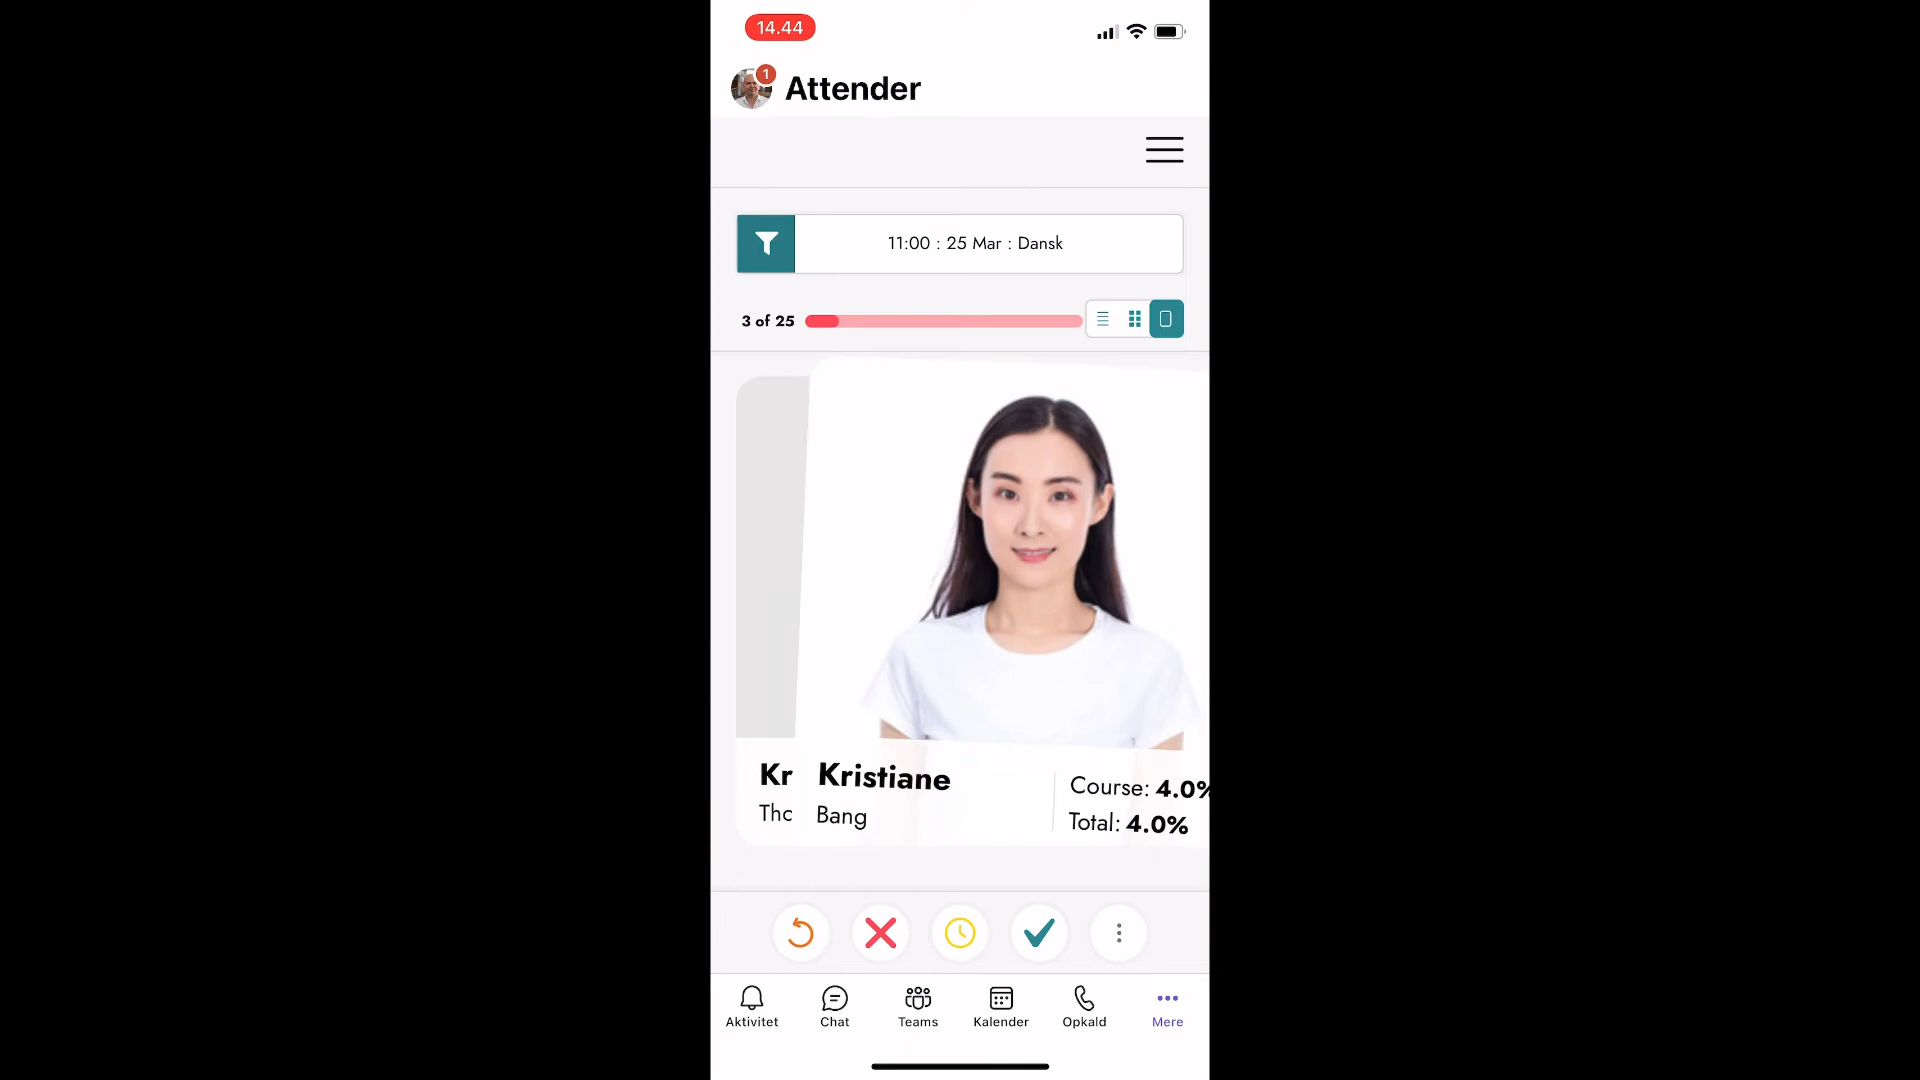 14.44
1
Attender
11:00 : 25 Mar : Dansk
3 of 25
Kr
Kristiane
Bang
Course: 4.0%
Total: 4.0%
Aktivitet
Chat
Teams
Kalender
Opkald
Mere